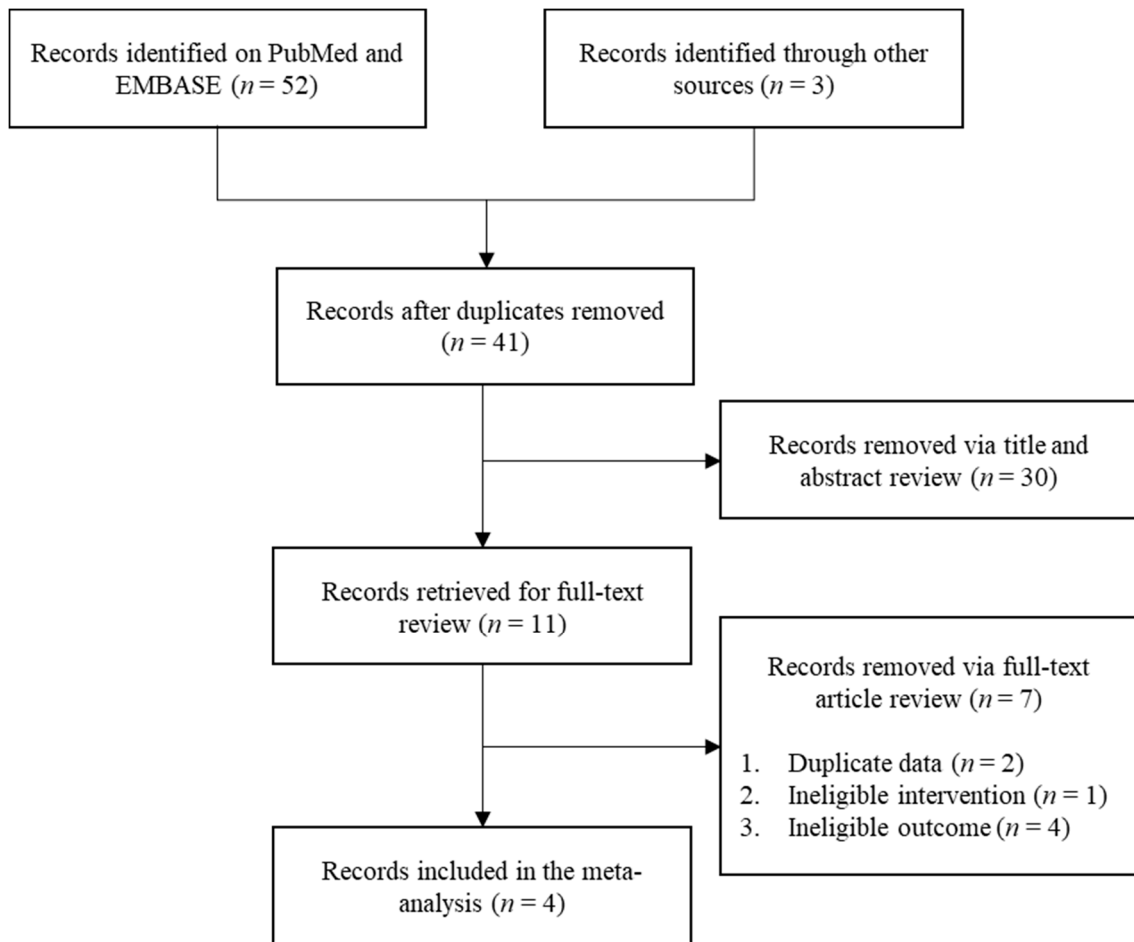 Records identified on PubMed and
EMBASE (n = 52)
Records identified through other
sources (n = 3)
Records after duplicates removed
(n = 41)
Records removed via title and
abstract review (n = 30)
Records retrieved for full-text
review (n = 11)
Records removed via full-text
article review (n = 7)
1. Duplicate data (n = 2)
2. Ineligible intervention (n = 1)
3. Ineligible outcome (n = 4)
Records included in the meta-
analysis (n = 4)